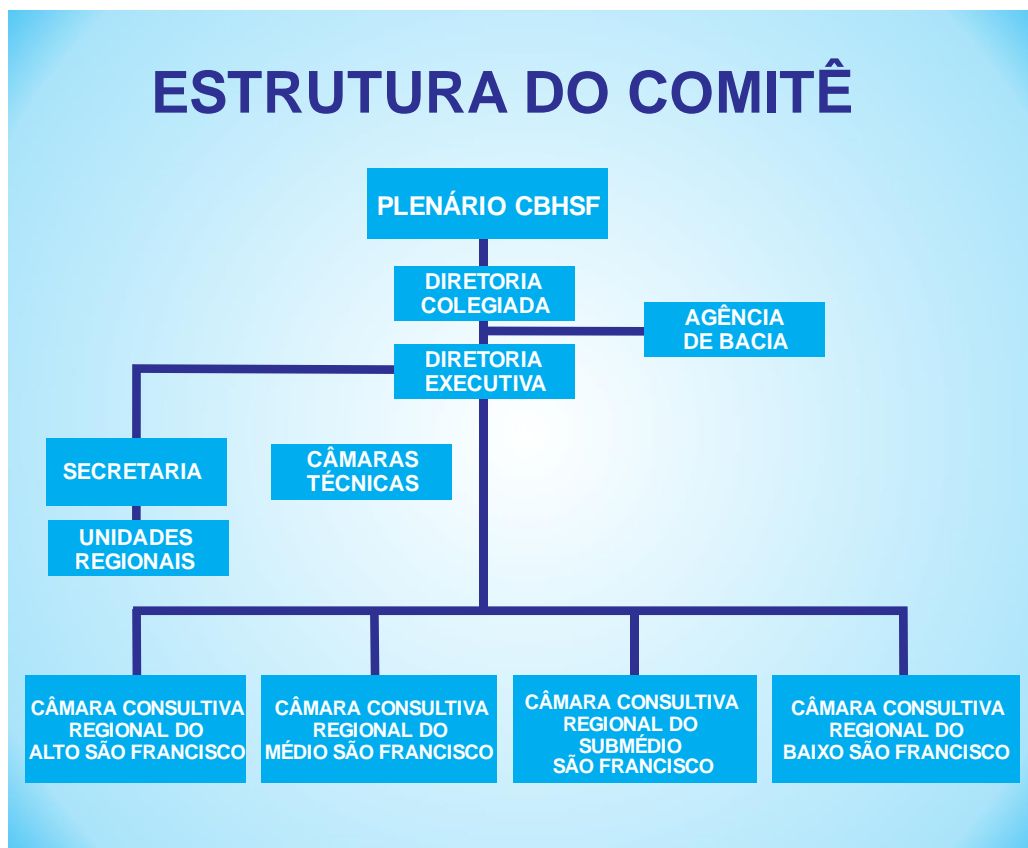 ESTRUTURA DO COMITÊ
PLENÁRIO CBHSF
DIRETORIA
COLEGIADA
AGÊNCIA
DE BACIA
DIRETORIA
EXECUTIVA
SECRETARIA
CÂMARAS
TÉCNICAS
UNIDADES
REGIONAIS
CÂMARA CONSULTIVA
REGIONAL DO
ALTO SÃO FRANCISCO
CÂMARA CONSULTIVA
REGIONAL DO
MÉDIO SÃO FRANCISCO
CÂMARA CONSULTIVA
REGIONAL DO
SUBMÉDIO
SÃO FRANCISCO
CÂMARA CONSULTIVA
REGIONAL DO
BAIXO SÃO FRANCISCO